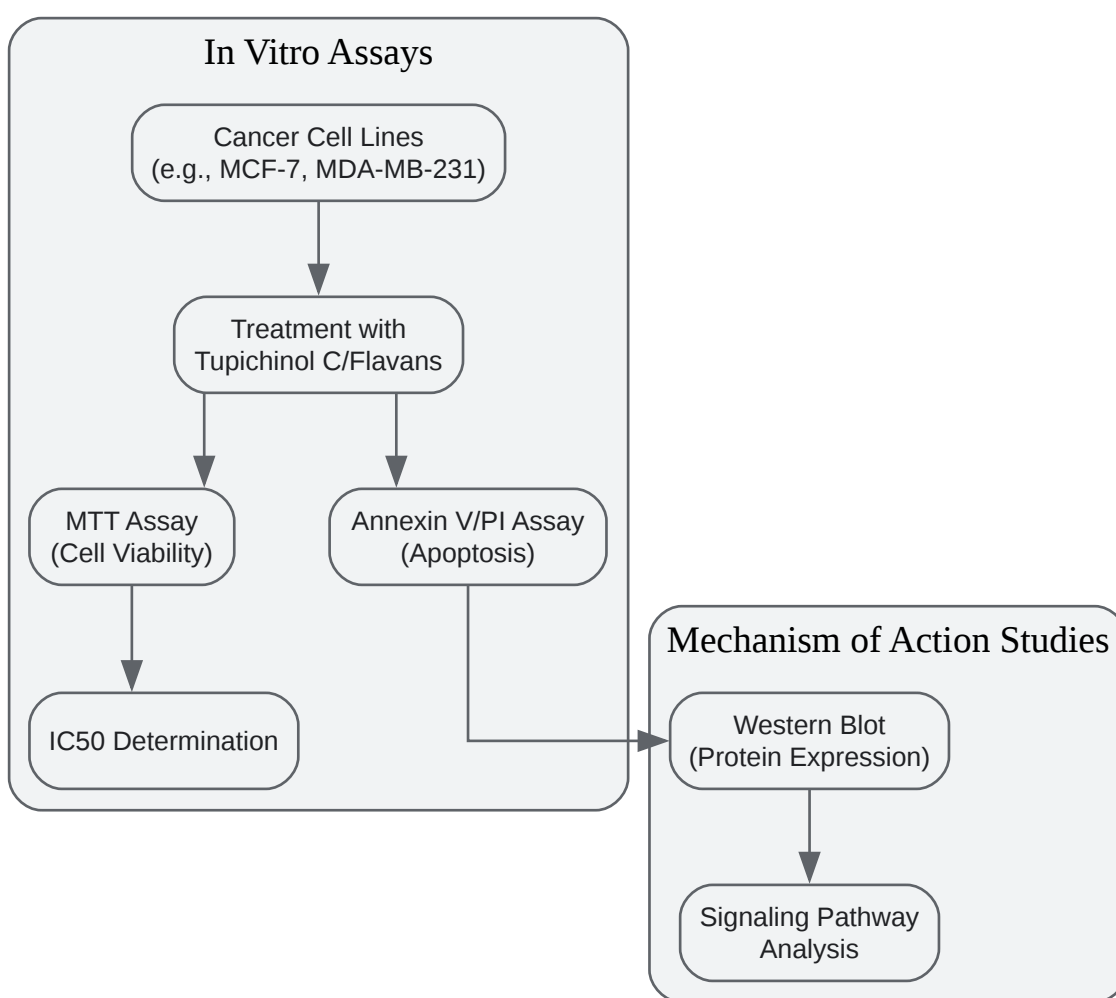 In Vitro Assays
Cancer Cell Lines
(e.g., MCF-7, MDA-MB-231)
Treatment with
Tupichinol C/Flavans
MTT Assay
(Cell Viability)
Annexin V/PI Assay
(Apoptosis)
IC50 Determination
Mechanism of Action Studies
Western Blot
(Protein Expression)
Signaling Pathway
Analysis